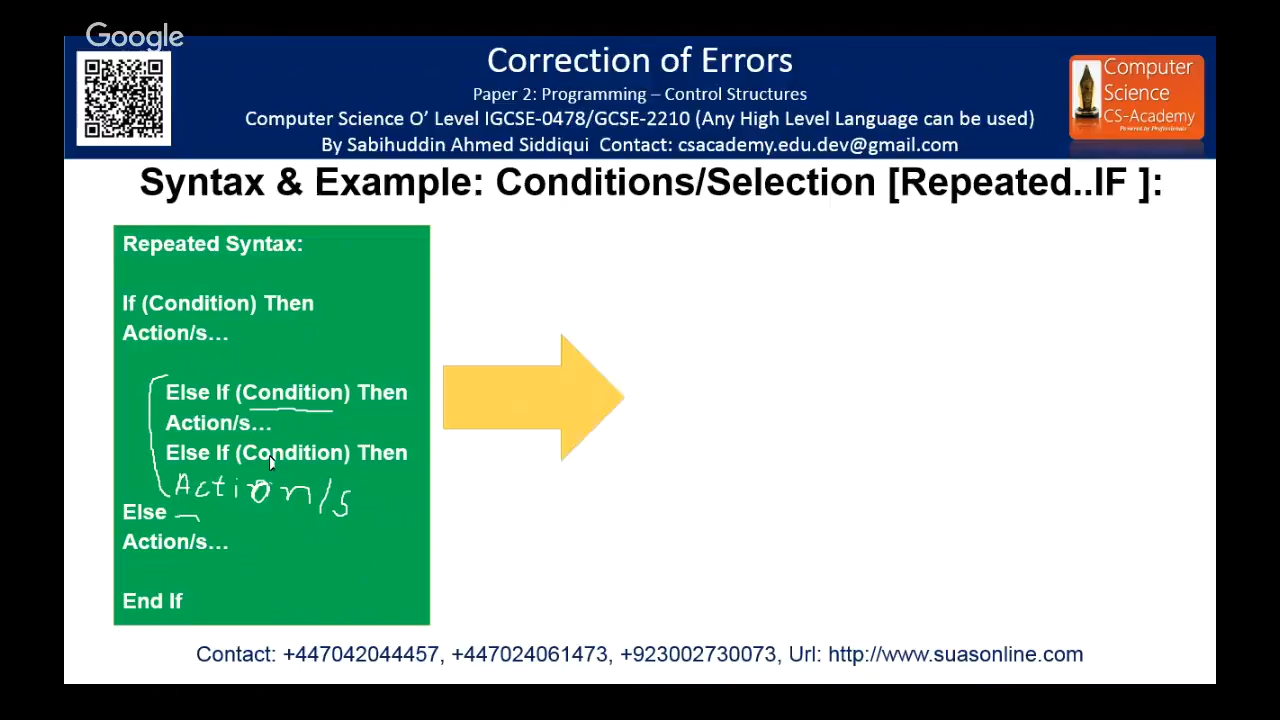 Google
Correction of Errors
Paper 2: Programming – Control Structures
Computer Science O’ Level IGCSE-0478/GCSE-2210 (Any High Level Language can be used)
By Sabihuddin Ahmed Siddiqui Contact: csacademy.edu.dev@gmail.com
Computer
Science
CS-Academy
Powered by Professionals
Syntax & Example: Conditions/Selection [Repeated..IF ]:
Repeated Syntax:
If (Condition) Then
Action/s…
Else If (Condition) Then
Action/s…
Else If (Condition) Then
Action/s
Else
Action/s…
End If
Contact: +447042044457, +447024061473, +923002730073, Url: http://www.suasonline.com